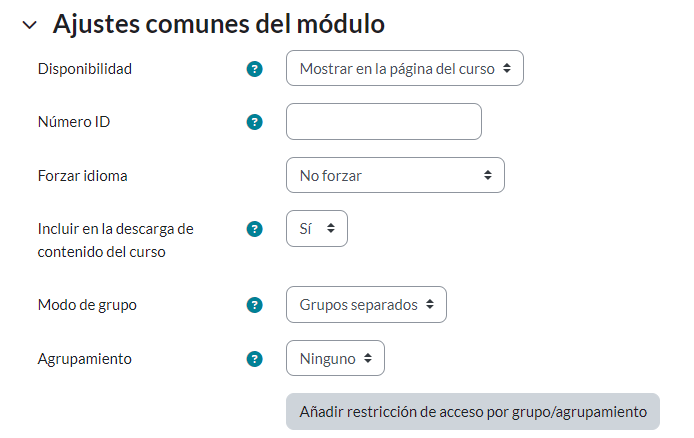 Ajustes comunes del módulo
Disponibilidad ? Mostrar en la página del curso
Número ID ?
Forzar idioma No forzar
Incluir en la descarga de ? Sí
contenido del curso
Modo de grupo ? Grupos separados
Agrupamiento ? Ninguno
Añadir restricción de acceso por grupo/agrupamiento